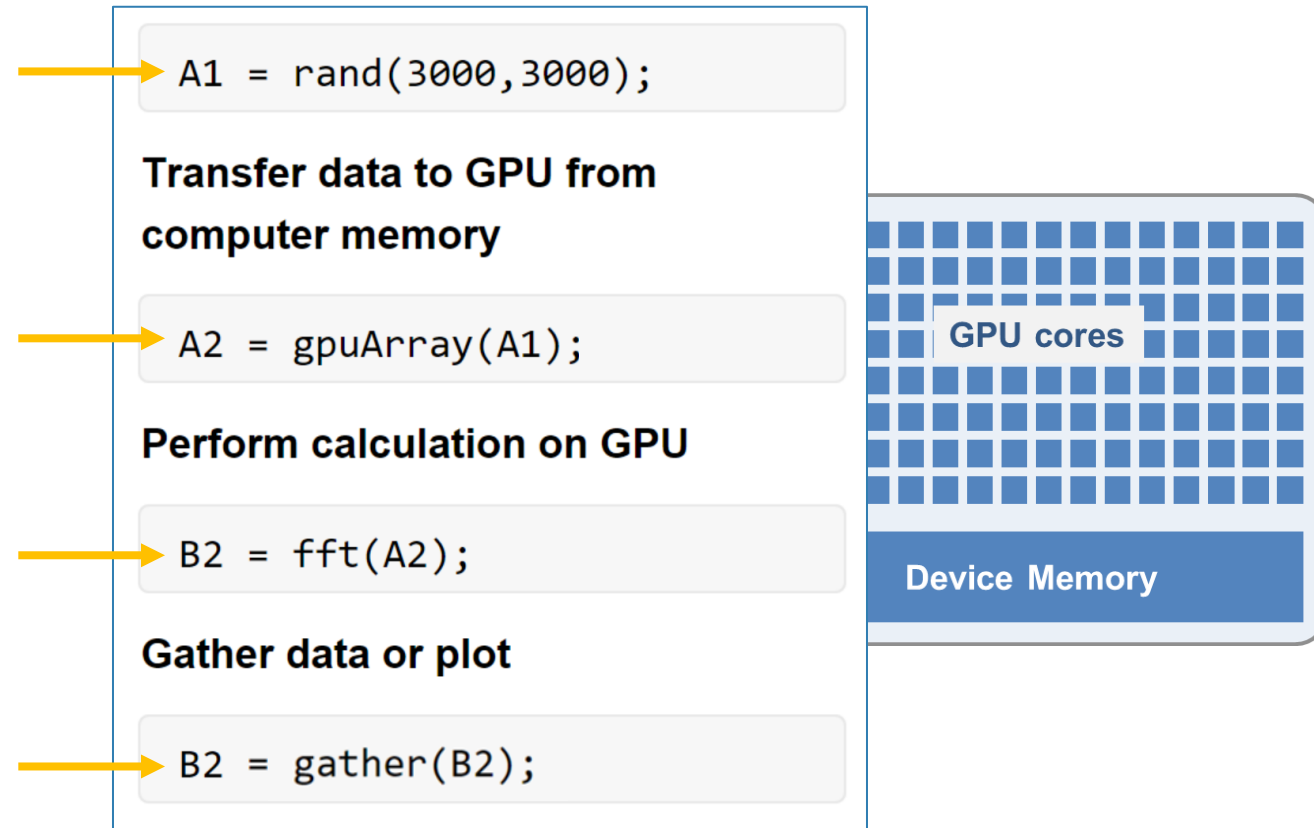 A1 = rand(3000,3000);
Transfer data to GPU from
computer memory
A2 = gpuArray(A1);
Perform calculation on GPU
B2 = fft(A2);
Gather data or plot
B2 = gather(B2);
GPU cores
Device Memory